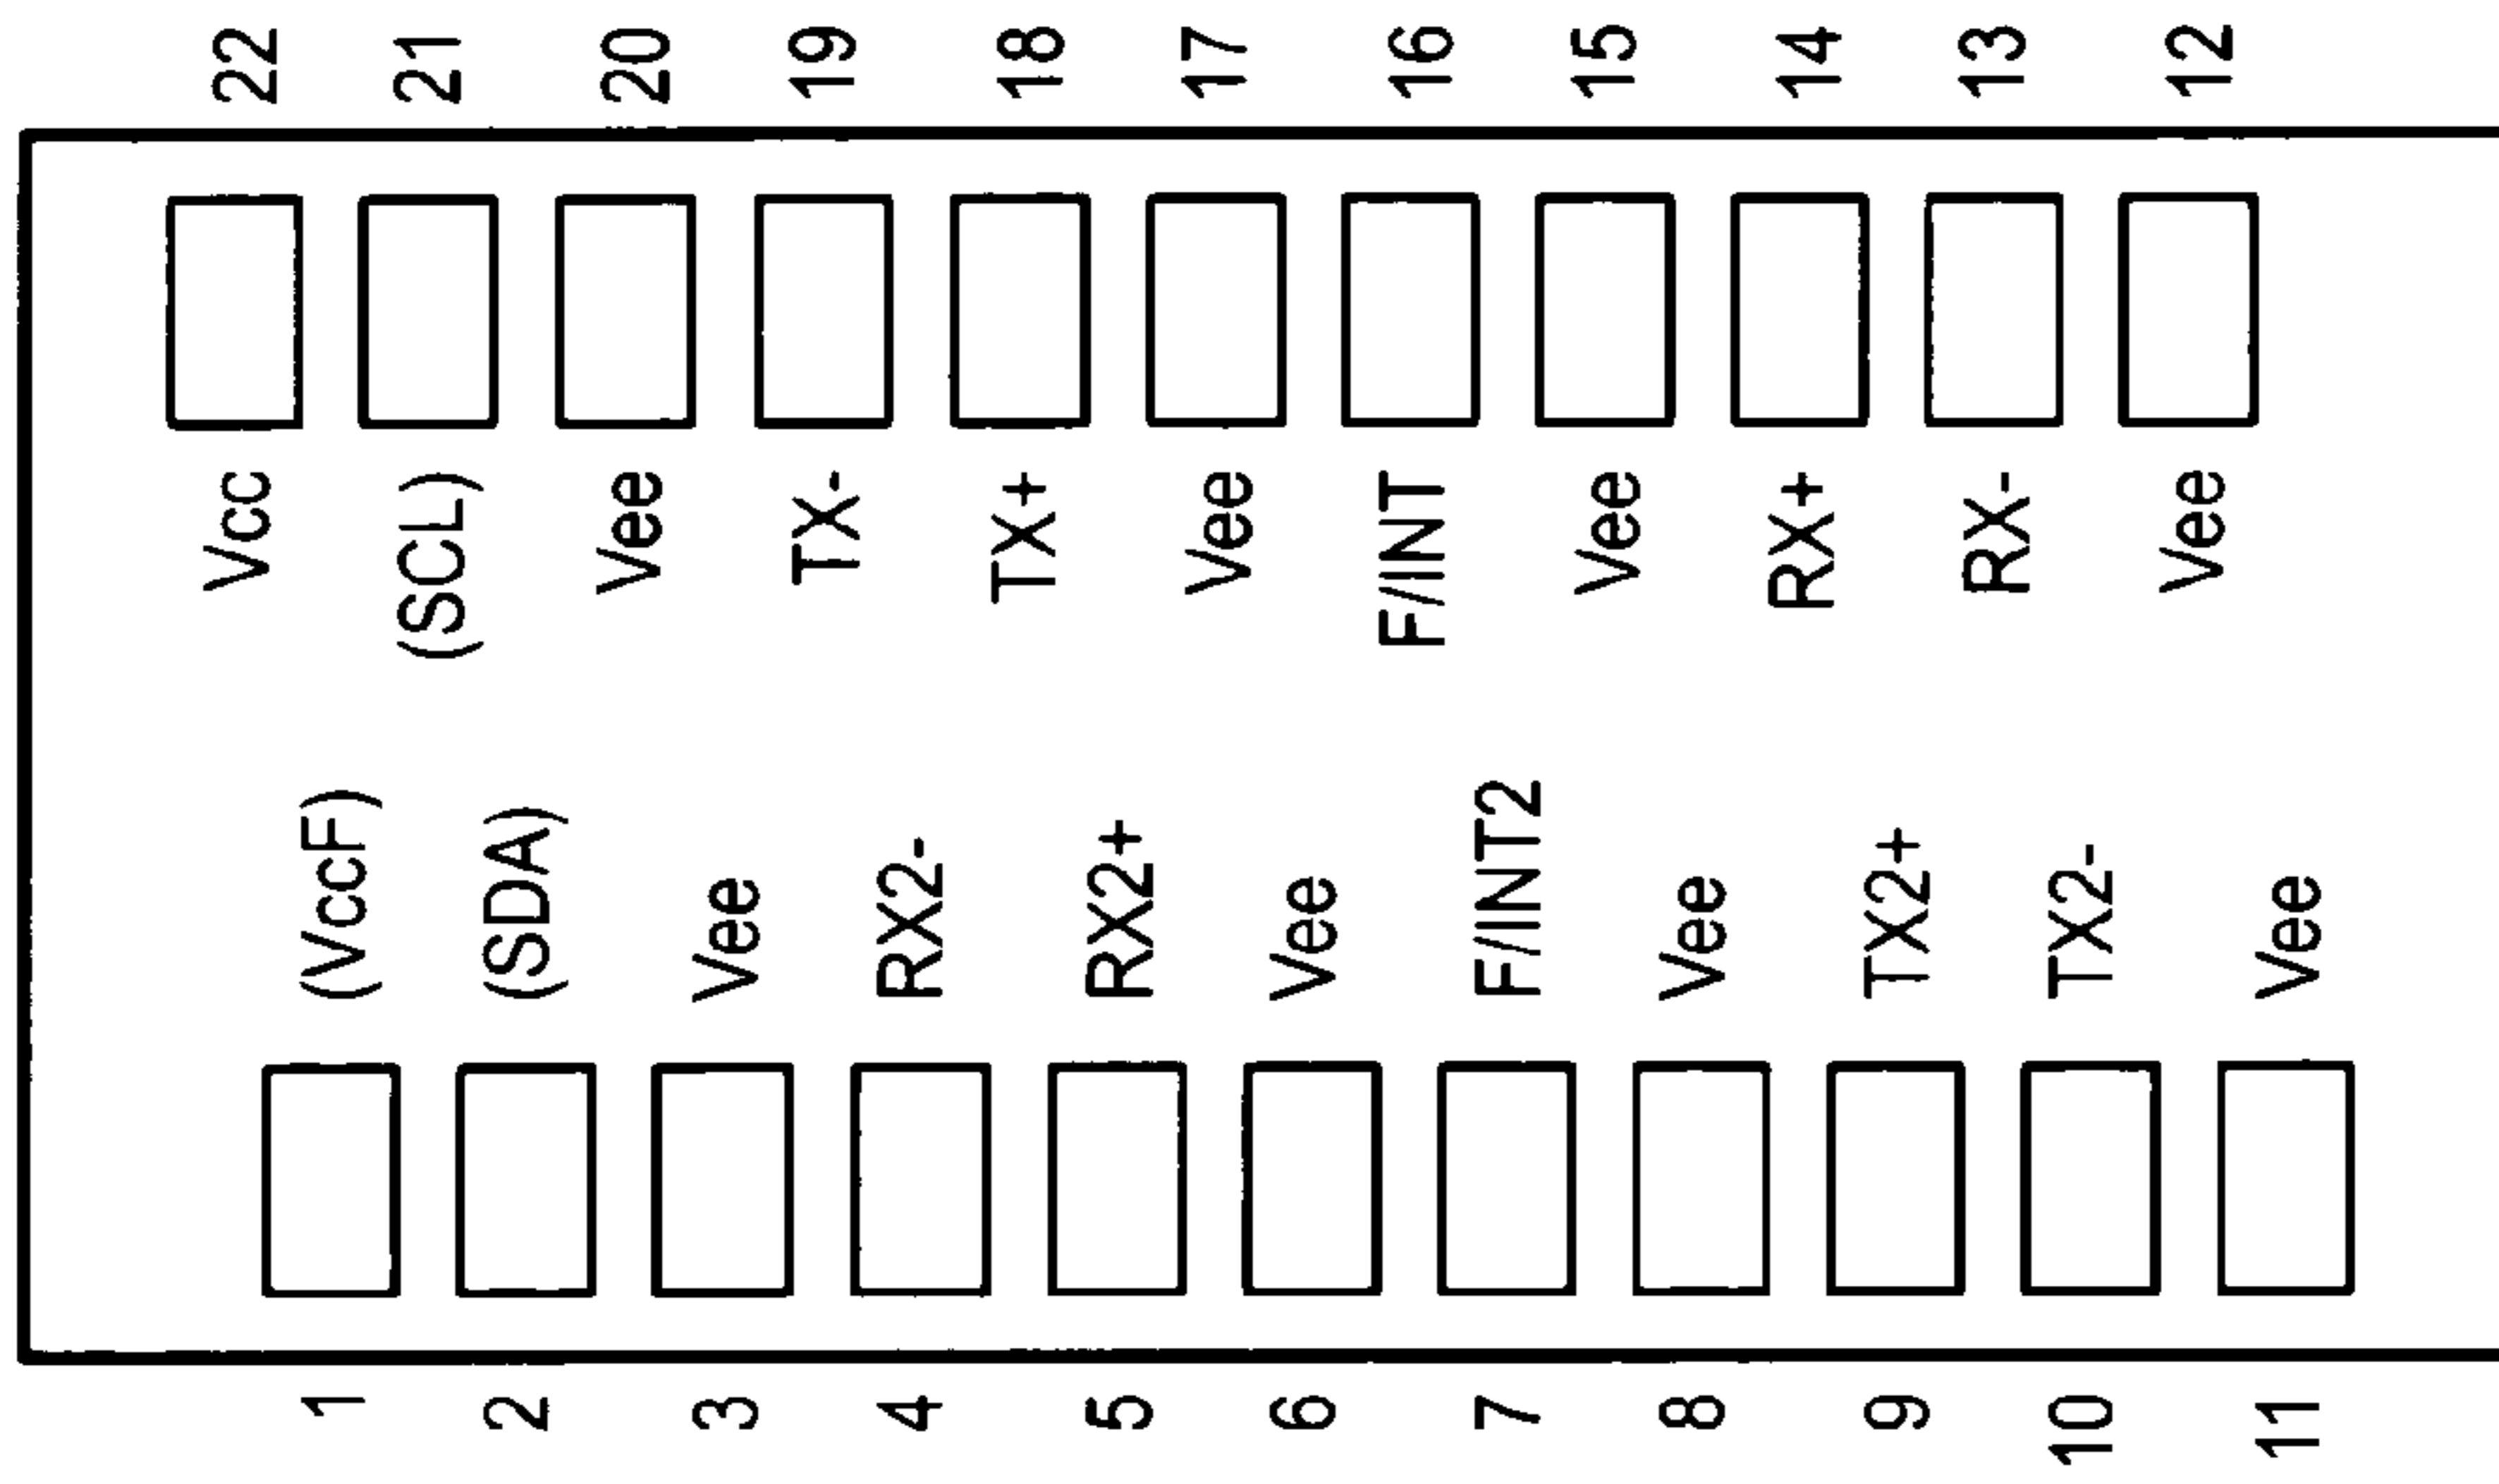 22 21 20 19 18 17 16 15 14 13 12
Vcc (SCL) Vee TX- TX+ Vee F/INT Vee RX+ RX- Vee
(VccF) (SDA) Vee RX2- RX2+ Vee F/INT2 Vee TX2+ TX2- Vee
1 2 3 4 5 6 7 8 9 10 11